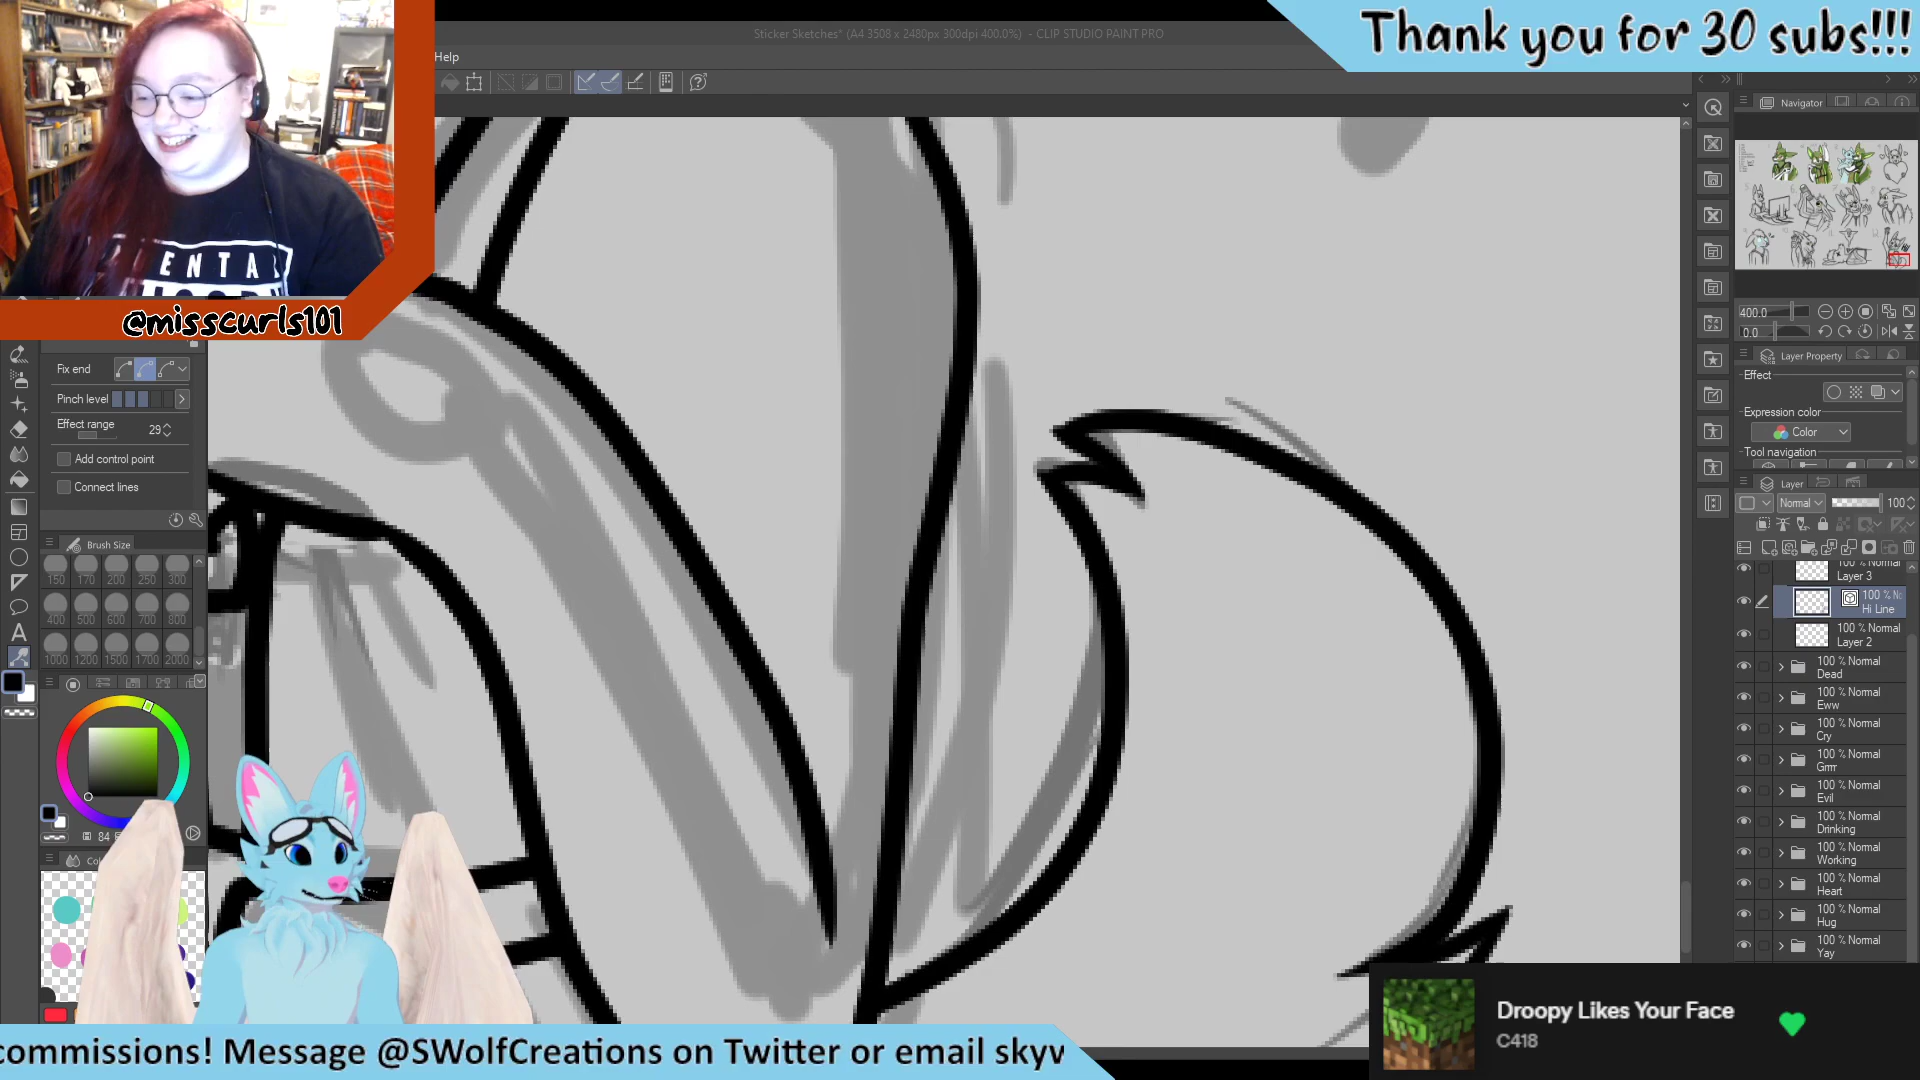 Thank you for 30 subs!!!
Sticker Sketches* (A4 3508 x 2480px 300dpi 400.0%) - CLIP STUDIO PAINT PRO
Help
Navigator
ENTAL
@misscurls101
400.0
0.0
Layer Property
Effect
Expression color
Color
Tool navigation
Fix end
Pinch level
Effect range
29
Add control point
Connect lines
Layer
Normal
100
Brush Size
150 170 200 250 300
400 500 600 700 800
1000 1200 1500 1700 2000
100 % Normal
Layer 3
100 % No
Hi Line
100 % Normal
Layer 2
100 % Normal
Dead
100 % Normal
Eww
100 % Normal
Cry
100 % Normal
Grrr
100 % Normal
Evil
100 % Normal
Drinking
100 % Normal
Working
100 % Normal
Heart
100 % Normal
Hug
100 % Normal
Yay
84
Droopy Likes Your Face
C418
commissions! Message @SWolfCreations on Twitter or email skyw